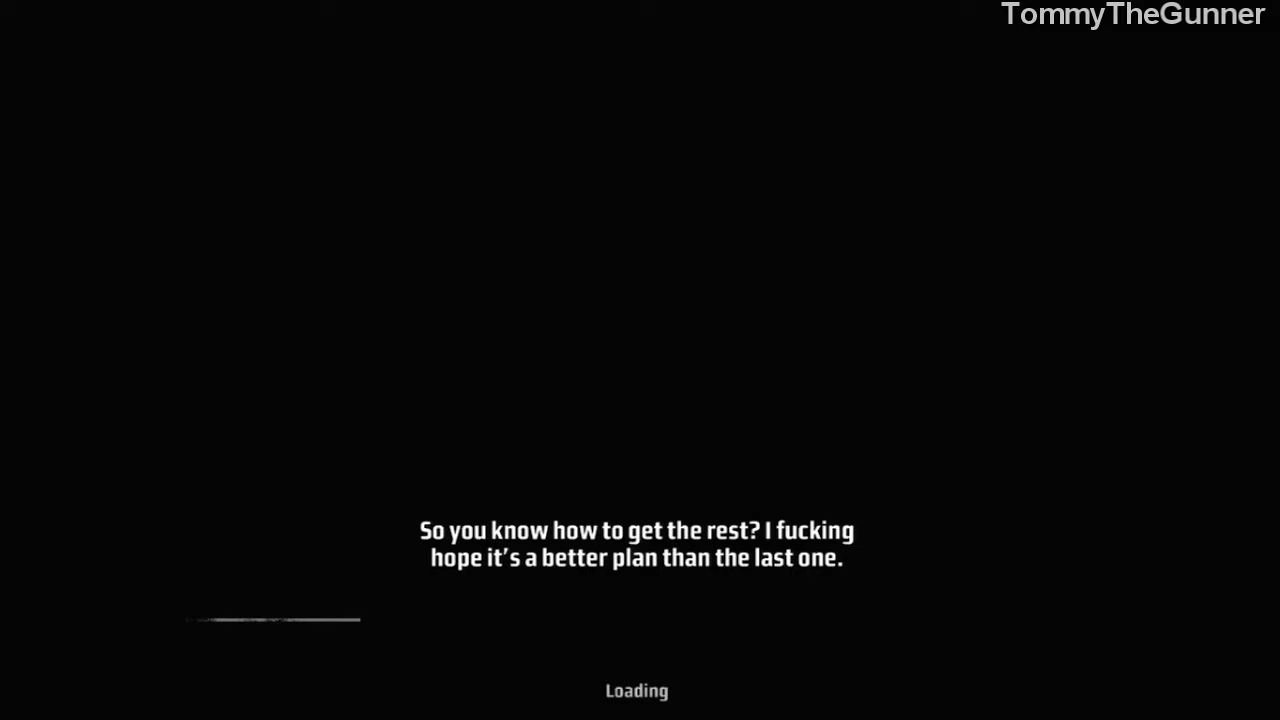 TommyTheGunner
So you know how to get the rest? I fucking
hope it's a better plan than the last one.
Loading